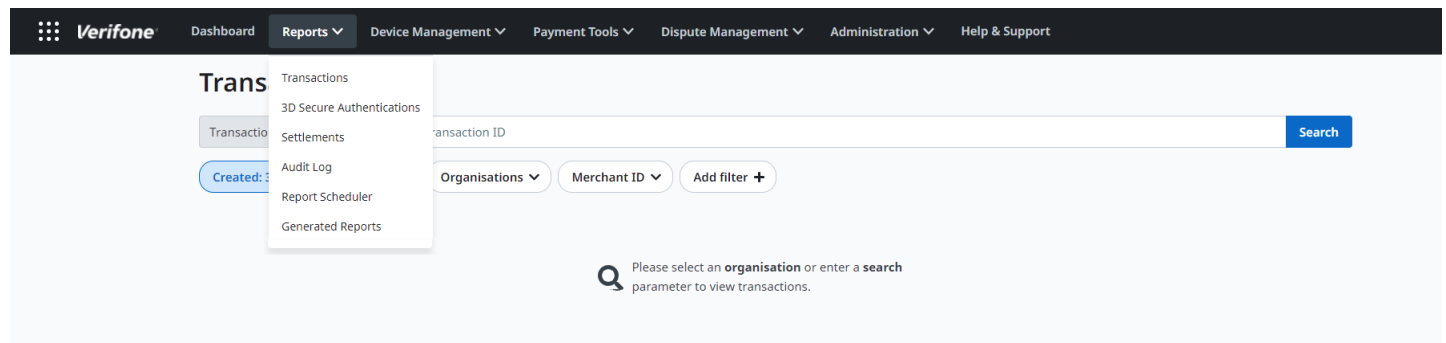 Verifone Dashboard Reports Device Management Payment Tools Dispute Management Administration Help & Support
Trans
Transactions
3D Secure Authentications
Transactio
ransaction ID
Search
Settlements
Audit Log
Created: 3
Organisations
Merchant ID
Add filter +
Report Scheduler
Generated Reports
Please select an organisation or enter a search
parameter to view transactions.